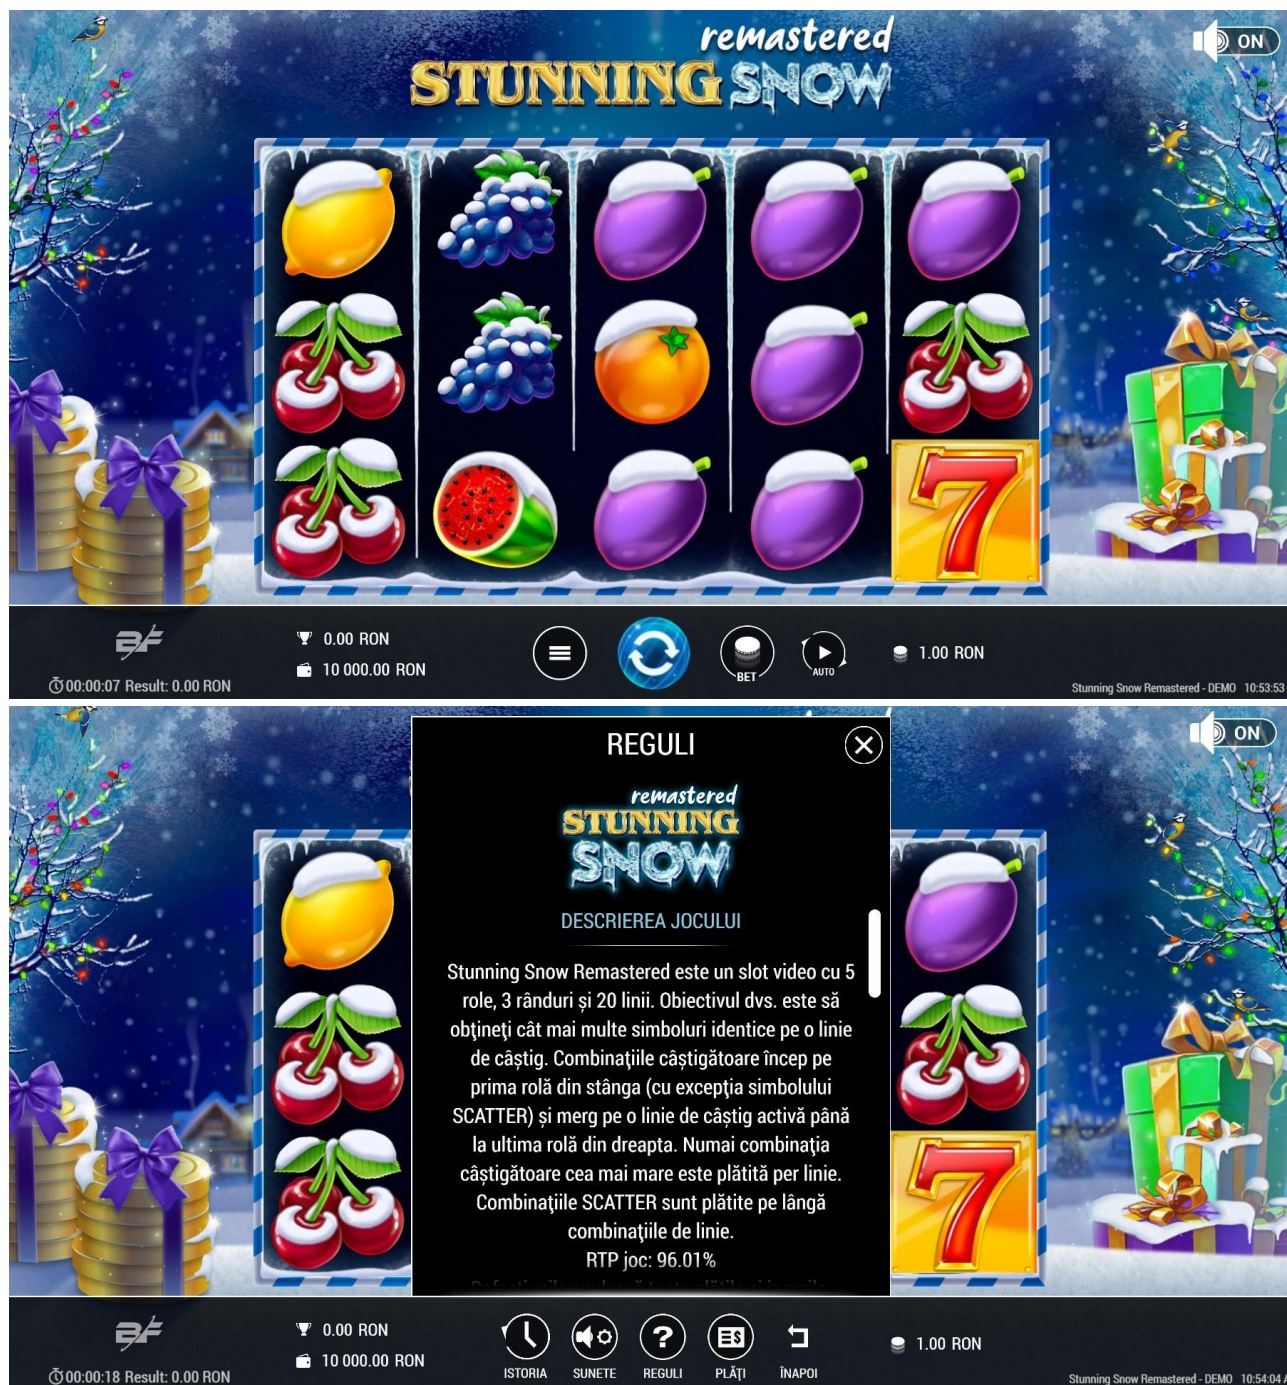 remastered
STUNNING SNOW
ON
7
0.00 RON
10 000.00 RON
BET
AUTO
1.00 RON
00:00:07 Result: 0.00 RON
Stunning Snow Remastered - DEMO 10:53:53
REGULI
ON
remastered
STUNNING
SNOW
DESCRIEREA JOCULUI
Stunning Snow Remastered este un slot video cu 5
role, 3 rânduri și 20 linii. Obiectivul dvs. este să
obțineți cât mai multe simboluri identice pe o linie
de câștig. Combinațiile câștigătoare încep pe
prima rolă din stânga (cu excepția simbolului
SCATTER) și merg pe o linie de câștig activă până
la ultima rolă din dreapta. Numai combinația
câștigătoare cea mai mare este plătită per linie.
Combinațiile SCATTER sunt plătite pe lângă
combinațiile de linie.
RTP joc: 96.01%
7
0.00 RON
10 000.00 RON
ISTORIA
SUNETE
REGULI
PLĂȚI
ÎNAPOI
1.00 RON
00:00:18 Result: 0.00 RON
Stunning Snow Remastered - DEMO 10:54:04